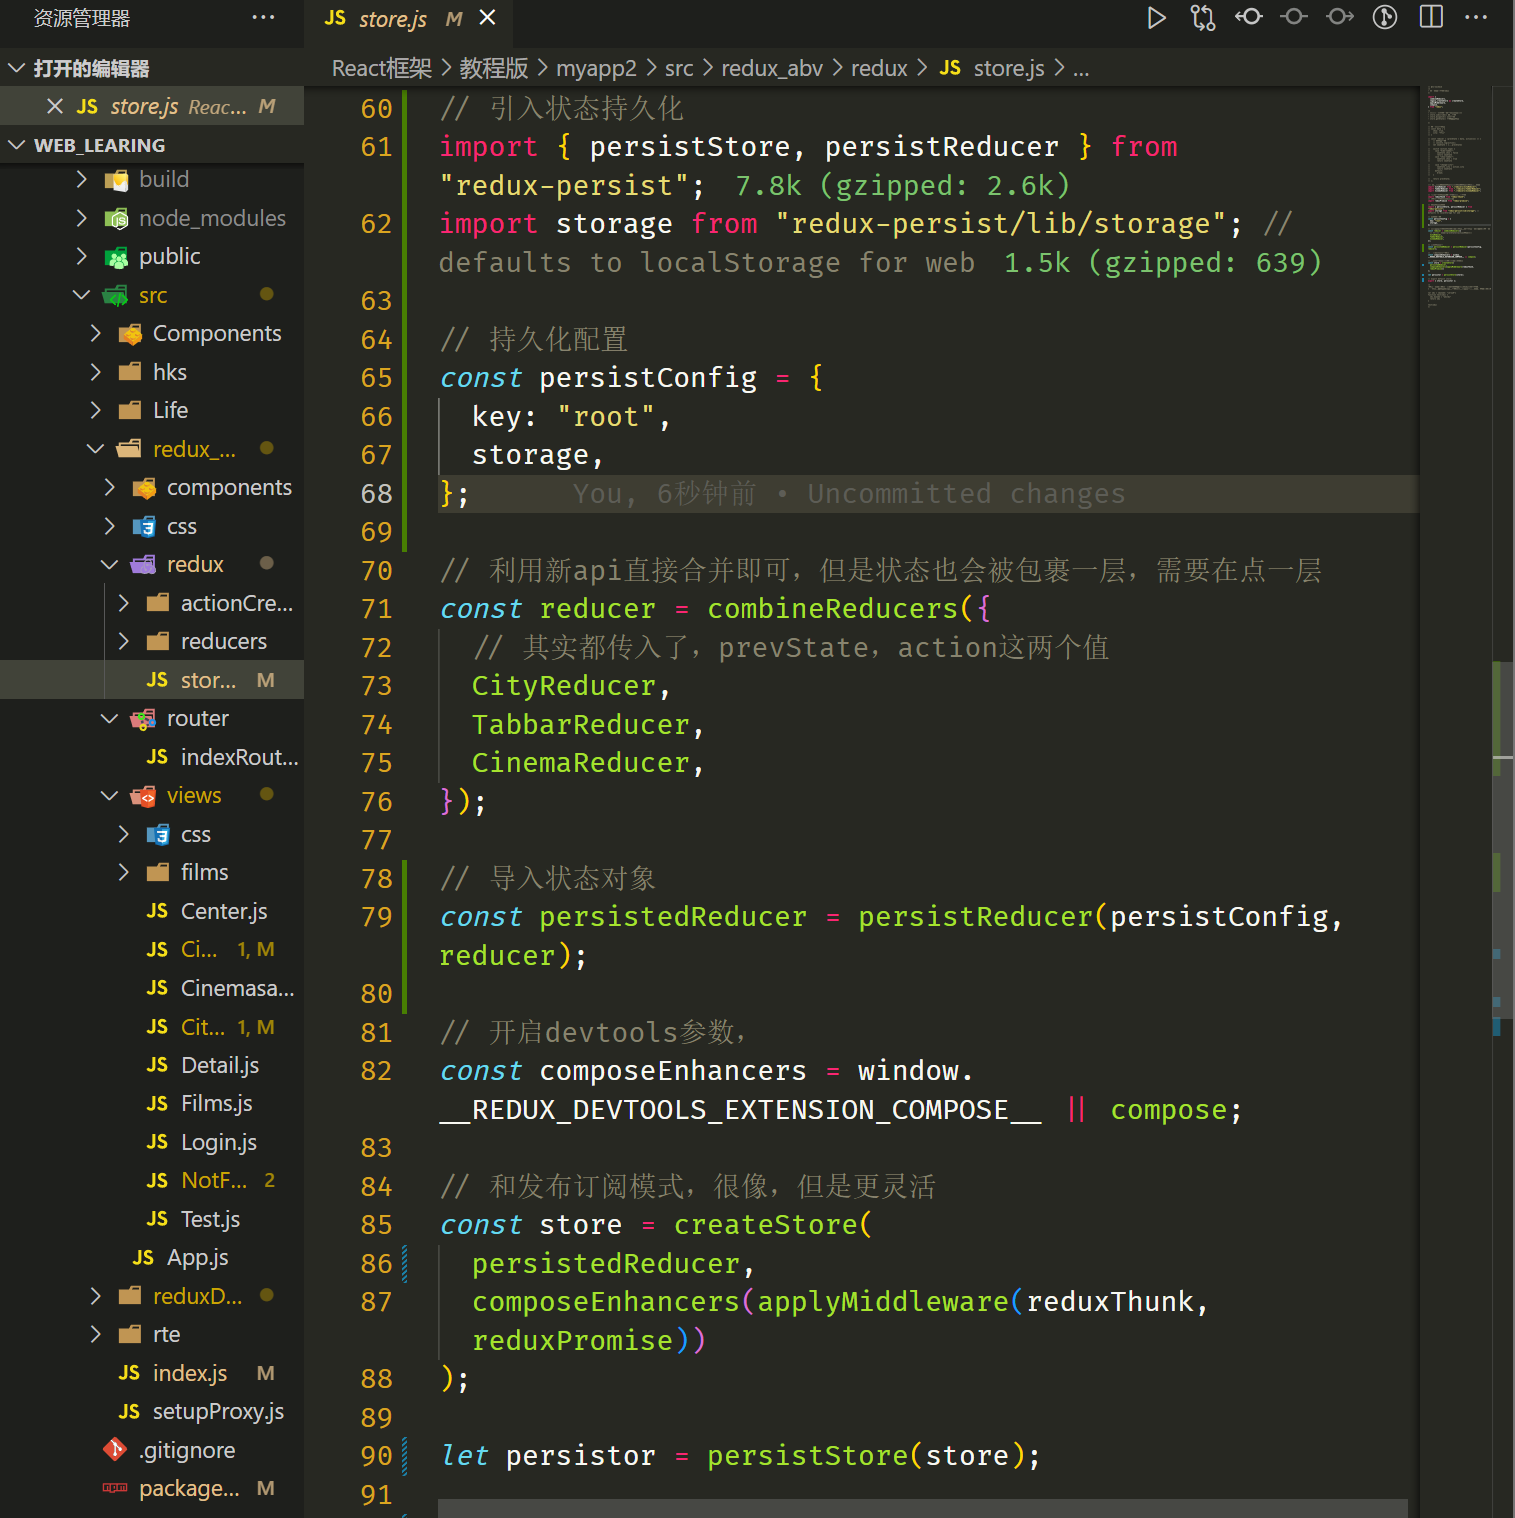 资源管理器 ···
打开的编辑器
JS store.js Reac... M
WEB_LEARING
build
node_modules
public
src
Components
hks
Life
redux_...
components
css
redux
actionCre...
reducers
JS stor... M
router
JS indexRout...
views
css
films
JS Center.js
JS Ci... 1, M
JS Cinemasa...
JS Cit... 1, M
JS Detail.js
JS Films.js
JS Login.js
JS NotF... 2
JS Test.js
JS App.js
reduxD...
rte
JS index.js M
JS setupProxy.js
.gitignore
package... M
JS store.js M
React框架 > 教程版 > myapp2 > src > redux_abv > redux > JS store.js > ...
60 // 引入状态持久化
61 import { persistStore, persistReducer } from
"redux-persist"; 7.8k (gzipped: 2.6k)
62 import storage from "redux-persist/lib/storage"; //
defaults to localStorage for web 1.5k (gzipped: 639)
63
64 // 持久化配置
65 const persistConfig = {
66 key: "root",
67 storage,
68 }; You, 6秒钟前 • Uncommitted changes
69
70 // 利用新api直接合并即可，但是状态也会被包裹一层，需要在点一层
71 const reducer = combineReducers({
72 // 其实都传入了，prevState，action这两个值
73 CityReducer,
74 TabbarReducer,
75 CinemaReducer,
76 });
77
78 // 导入状态对象
79 const persistedReducer = persistReducer(persistConfig,
reducer);
80
81 // 开启devtools参数，
82 const composeEnhancers = window.
__REDUX_DEVTOOLS_EXTENSION_COMPOSE__ || compose;
83
84 // 和发布订阅模式，很像，但是更灵活
85 const store = createStore(
86 persistedReducer,
87 composeEnhancers(applyMiddleware(reduxThunk,
reduxPromise))
88 );
89
90 let persistor = persistStore(store);
91